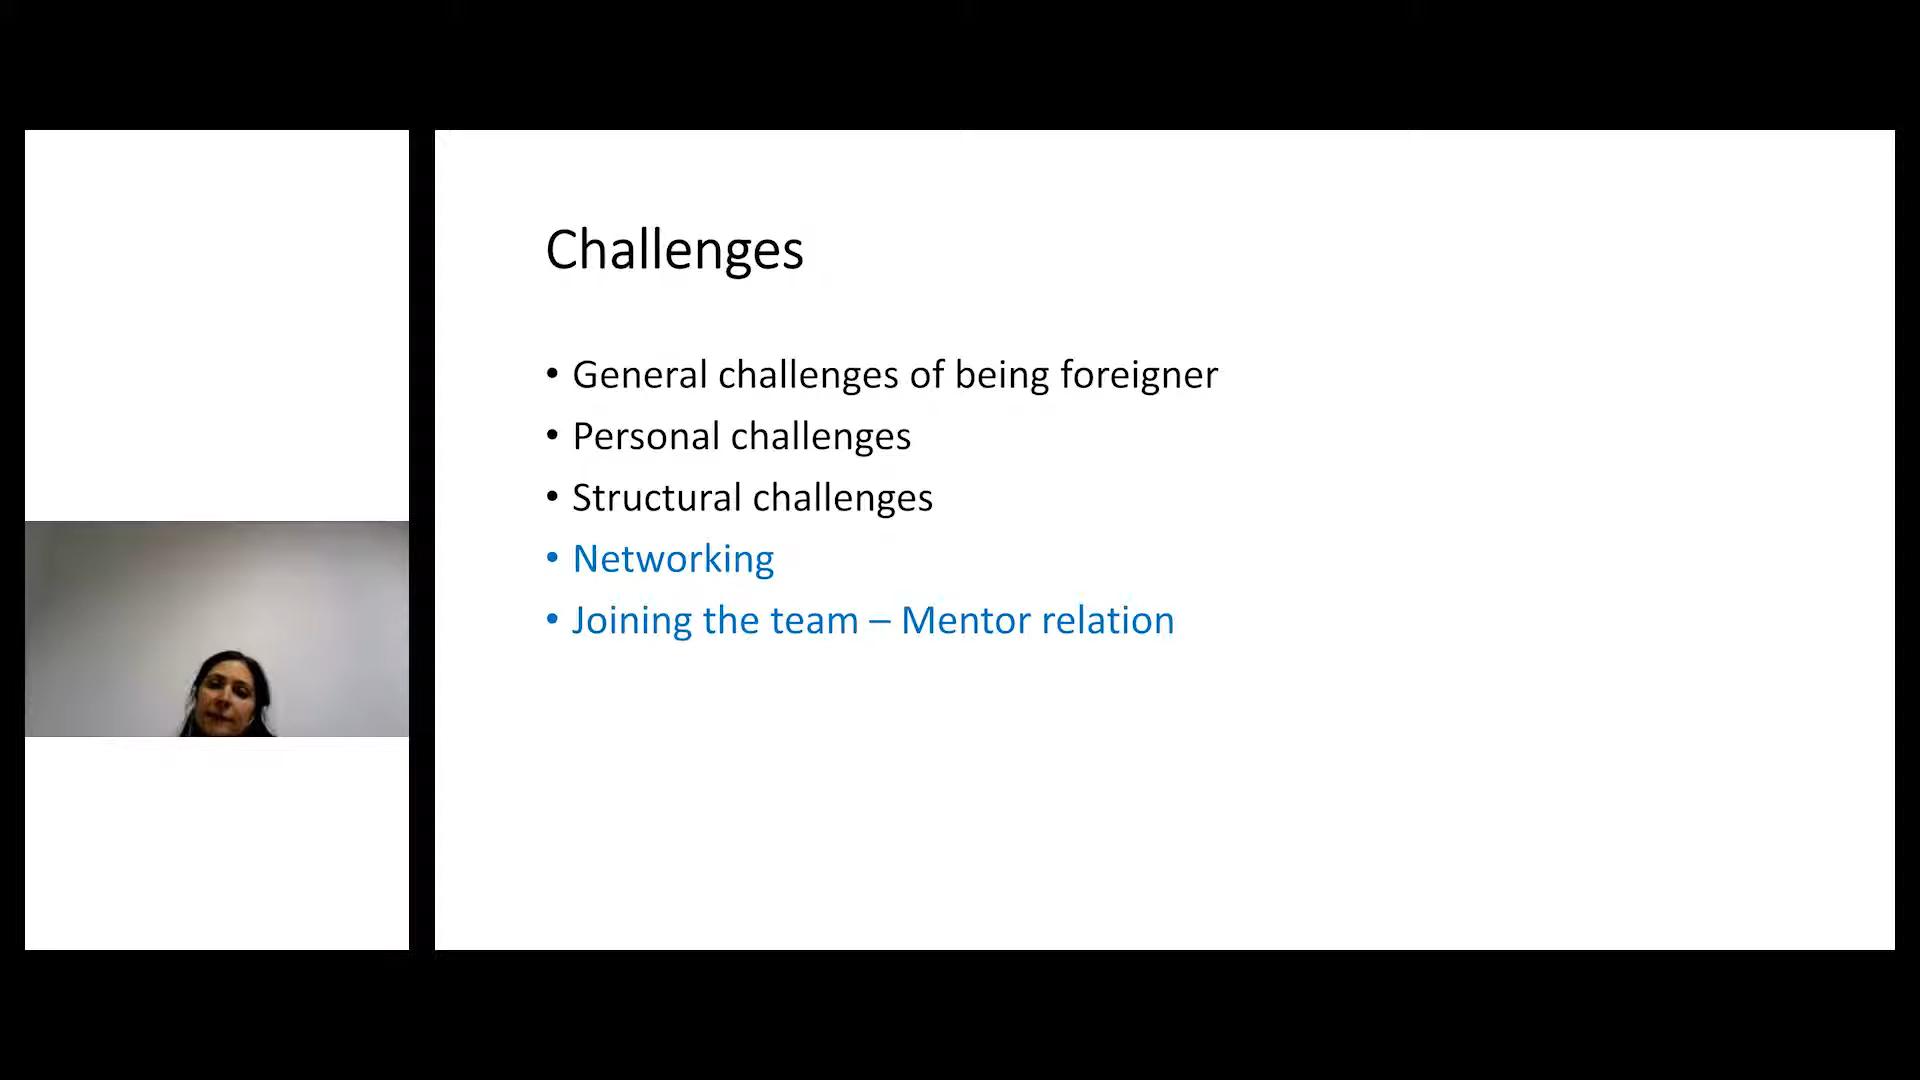 Challenges
• General challenges of being foreigner
• Personal challenges
• Structural challenges
• Networking
• Joining the team – Mentor relation